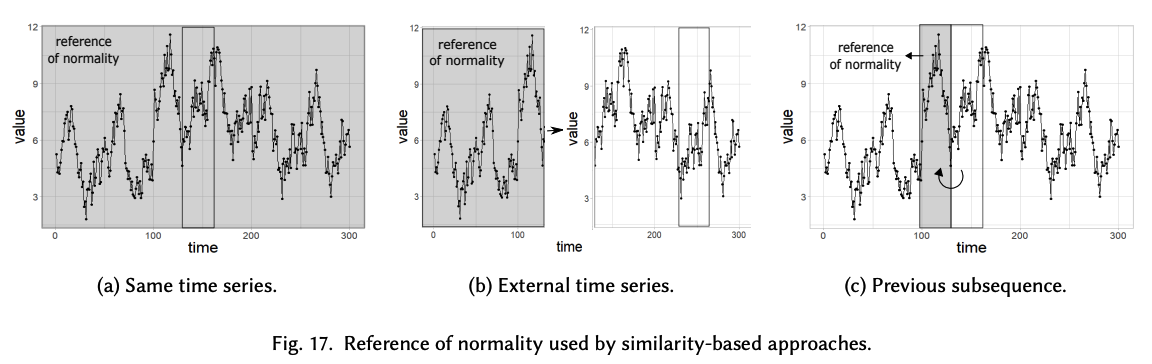 12
reference
of normality
9
value
6
3
0 100 200 300
time
(a) Same time series.
12
reference
of normality
9
value
6
3
0 100
12
9
value
6
3
200 300
time
(b) External time series.
12
reference
of normality
9
value
6
3
0 100 200 300
time
(c) Previous subsequence.
Fig. 17. Reference of normality used by similarity-based approaches.